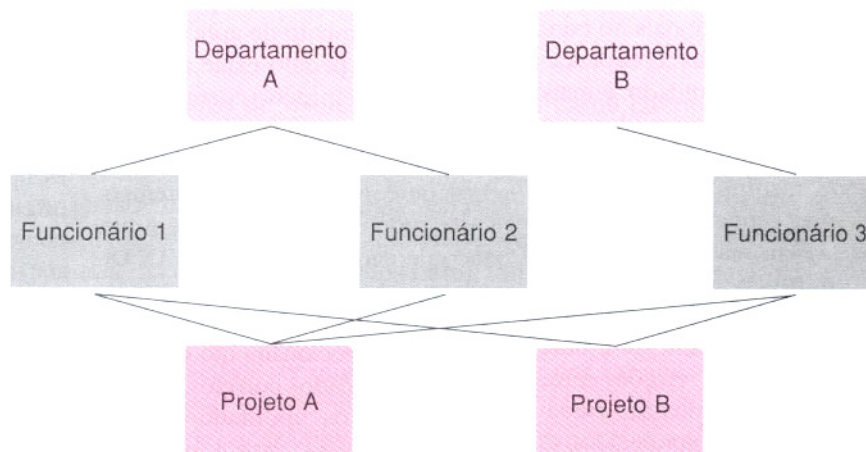 Departamento
A
Departamento
B
Funcionário 1
Funcionário 2
Funcionário 3
Projeto A
Projeto B